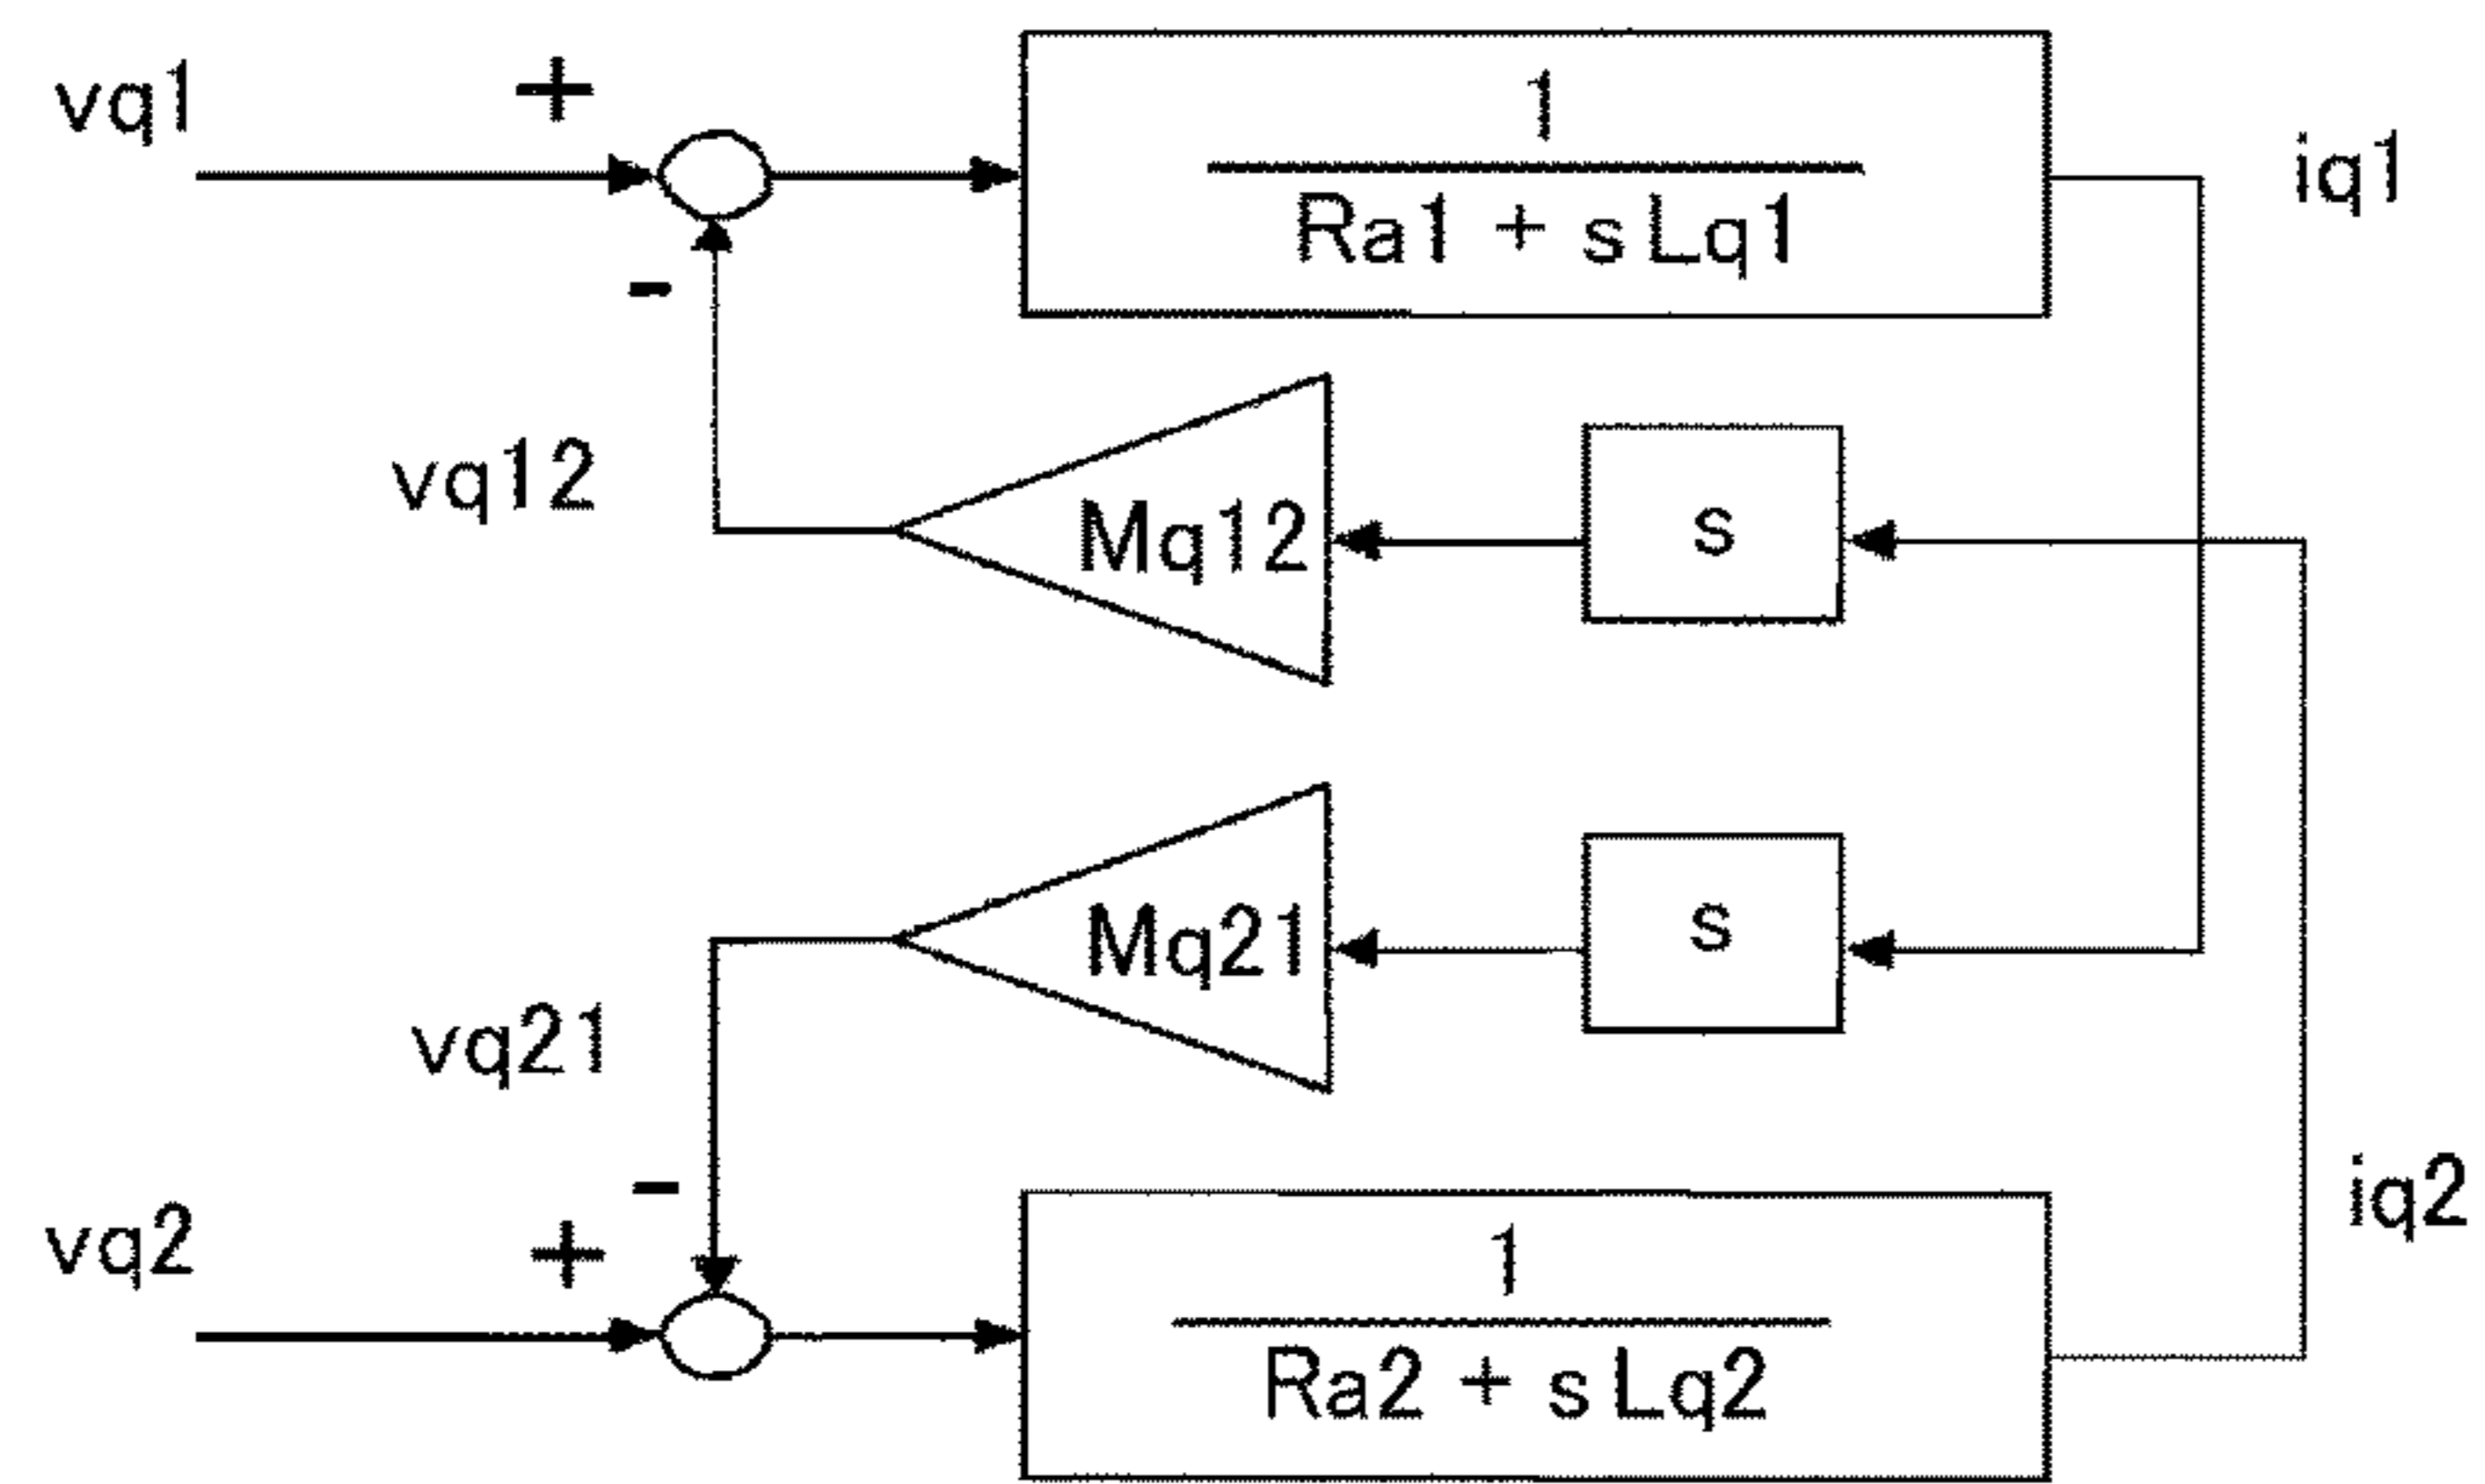 vq1
+
1
Ra1 + s Lq1
iq1
-
vq12
Mq12
s
Mq21
s
vq21
-
vq2
+
1
Ra2 + s Lq2
iq2